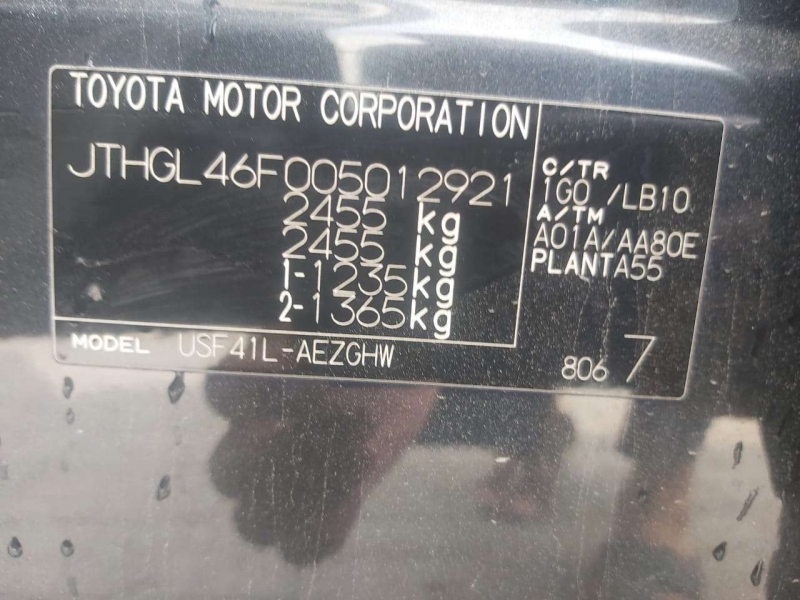 TOYOTA MOTOR CORPORATION
JTHGL46F005012921
2455 kg
2455 kg
1-1235kg
2-1365kg
C/TR
1G0 /LB10
A/TM
A01A/AA80E
PLANTA55
MODEL USF41L-AEZGHW
806 7